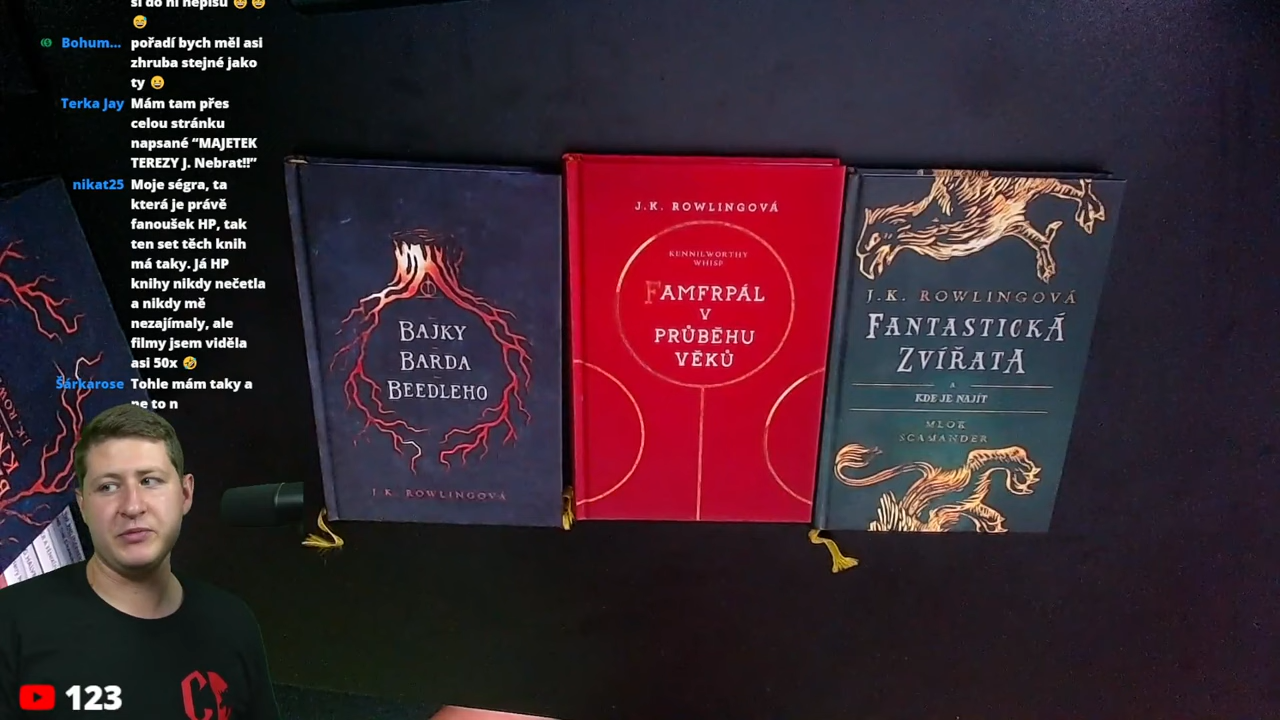 si do ní nepíšu
Bohum... pořadí bych měl asi
zhruba stejné jako
ty
Terka Jay Mám tam přes
celou stránku
napsané “MAJETEK
TEREZY J. Nebrat!!”
nikat25 Moje ségra, ta
která je právě
fanoušek HP, tak
ten set těch knih
má taky. Já HP
knihy nikdy nečetla
a nikdy mě
nezajímaly, ale
filmy jsem viděla
asi 50x
Šárkarose Tohle mám taky a
ne to n
BAJKY
BARDA
BEEDLEHO
J.K. ROWLINGOVÁ
J.K. ROWLINGOVÁ
KENNILWORTHY
WHISP
FAMFRPÁL
V
PRŮBĚHU
VĚKŮ
J.K. ROWLINGOVÁ
FANTASTICKÁ
ZVÍŘATA
A
KDE JE NAJÍT
MLOK
SCAMANDER
CE
123